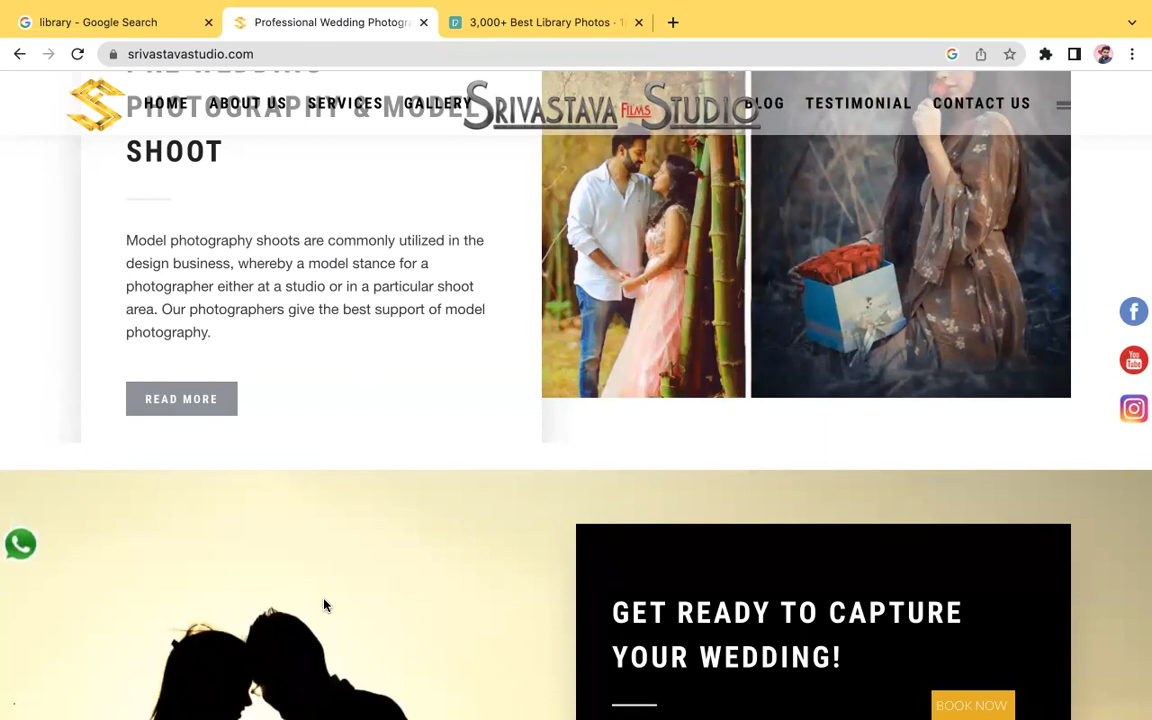 library - Google Search
Professional Wedding Photogr
3,000+ Best Library Photos · 1
srivastavastudio.com
HOME ABOUT US SERVICES GALLERY SRIVASTAVA FILMS STUDIO BLOG TESTIMONIAL CONTACT US
PHOTOGRAPHY & MODEL
SHOOT
Model photography shoots are commonly utilized in the
design business, whereby a model stance for a
photographer either at a studio or in a particular shoot
area. Our photographers give the best support of model
photography.
READ MORE
You
Tube
GET READY TO CAPTURE
YOUR WEDDING!
BOOK NOW